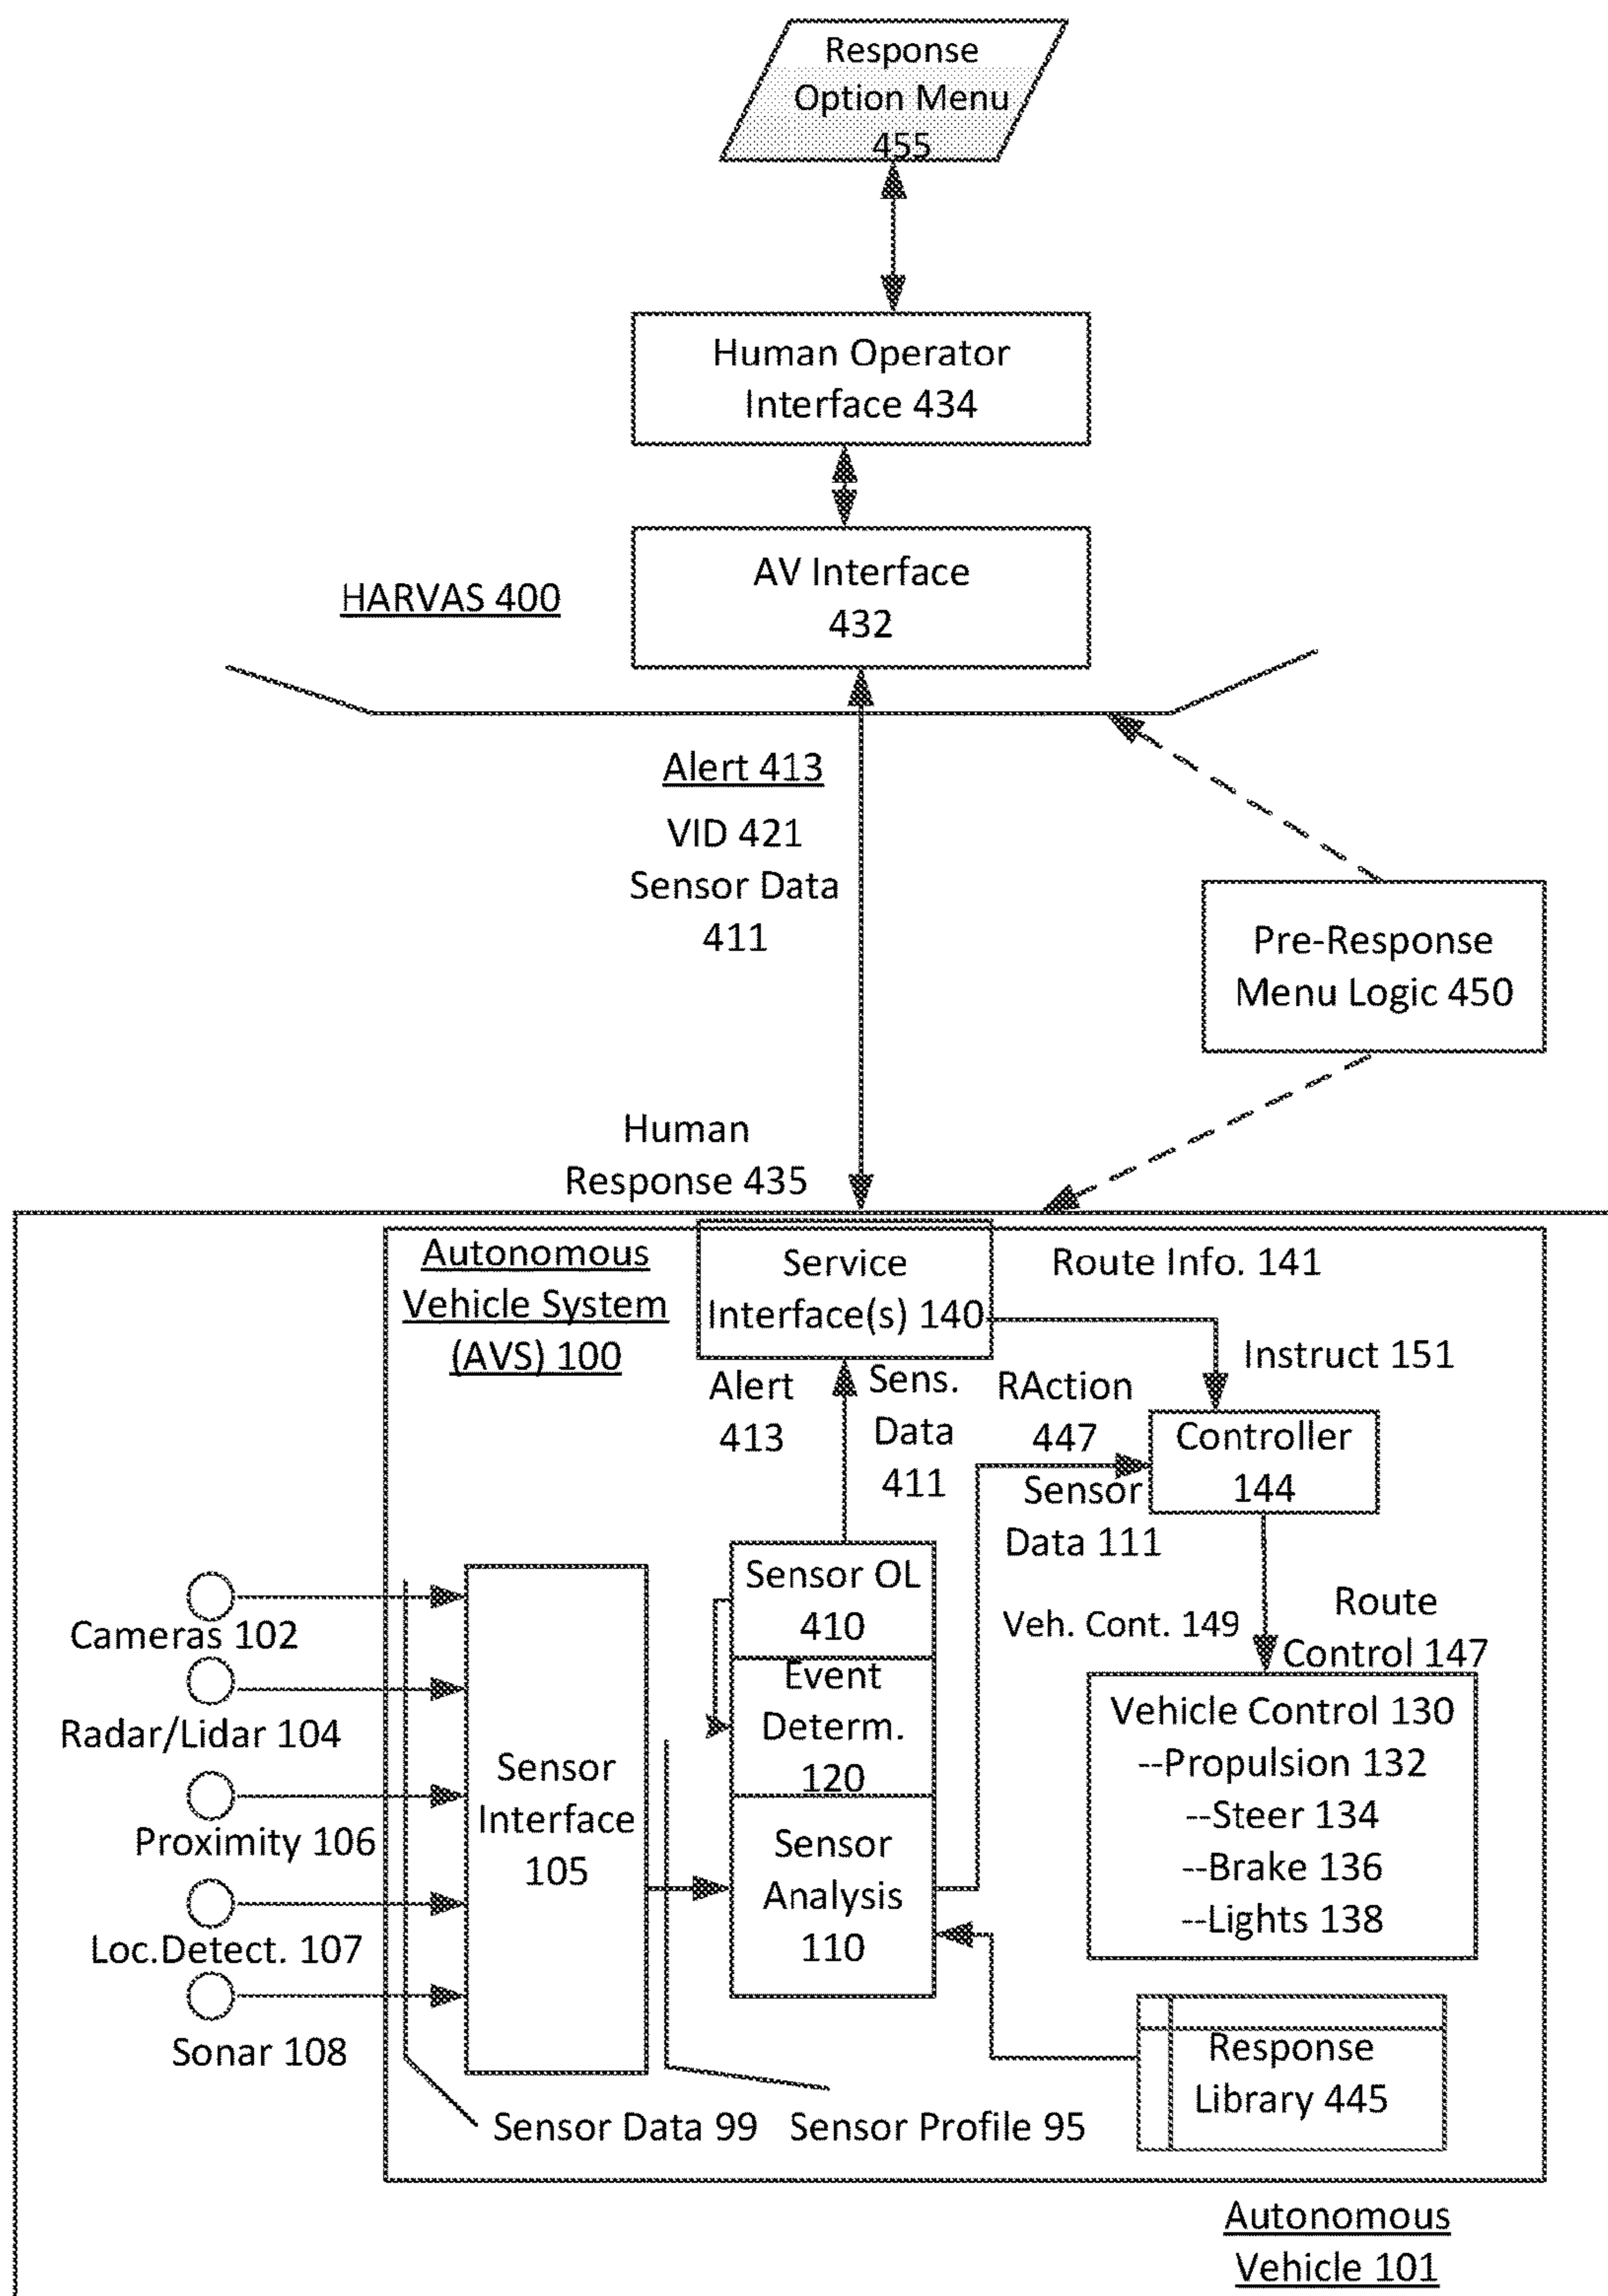 Response
Option Menu
455
Human Operator
Interface 434
AV Interface
432
HARVAS 400
Alert 413
VID 421
Sensor Data
411
Pre-Response
Menu Logic 450
Human
Response 435
Autonomous
Vehicle System
(AVS) 100
Service
Interface(s) 140
Route Info. 141
Instruct 151
Alert
413
Sens.
Data
411
RAction
447
Sensor
Data 111
Controller
144
Sensor OL
410
Event
Determ.
120
Sensor
Analysis
110
Veh. Cont. 149
Route
Control 147
Vehicle Control 130
--Propulsion 132
--Steer 134
--Brake 136
--Lights 138
Cameras 102
Radar/Lidar 104
Proximity 106
Loc.Detect. 107
Sonar 108
Sensor
Interface
105
Response
Library 445
Sensor Data 99
Sensor Profile 95
Autonomous
Vehicle 101